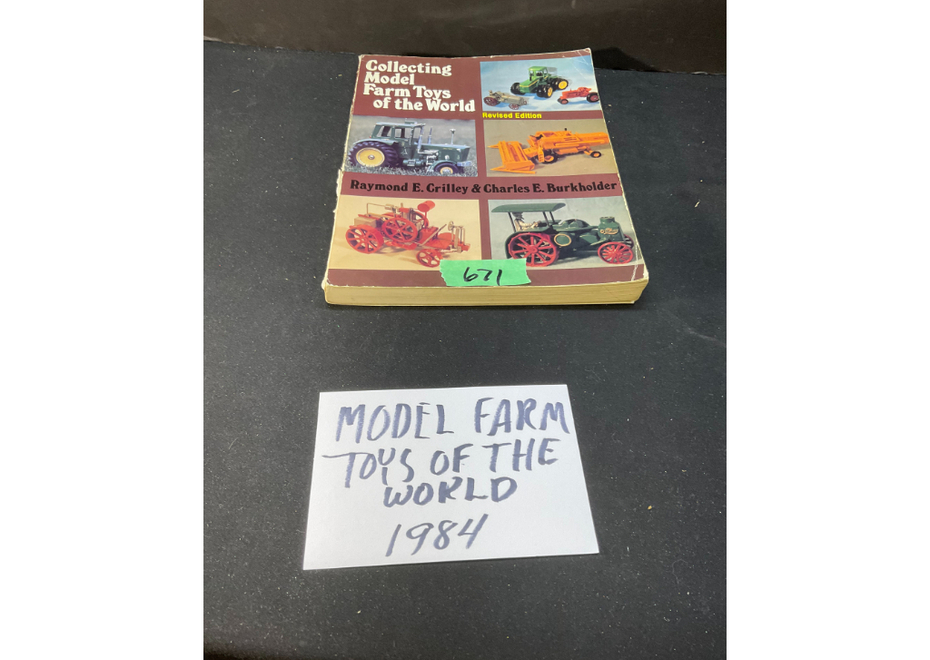 Collecting
Model
Farm Toys
of the World
Revised Edition
Raymond E. Crilley & Charles E. Burkholder
671
MODEL FARM
TOYS OF THE
WORLD
1984